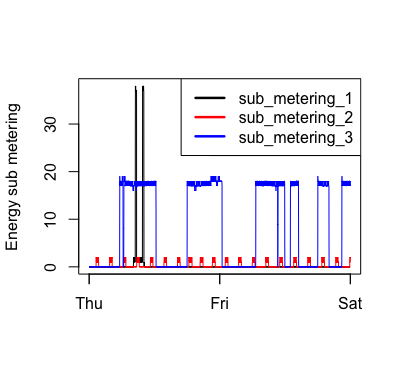 sub_metering_1
sub_metering_2
sub_metering_3
Energy sub metering
30
20
10
0
Thu Fri Sat